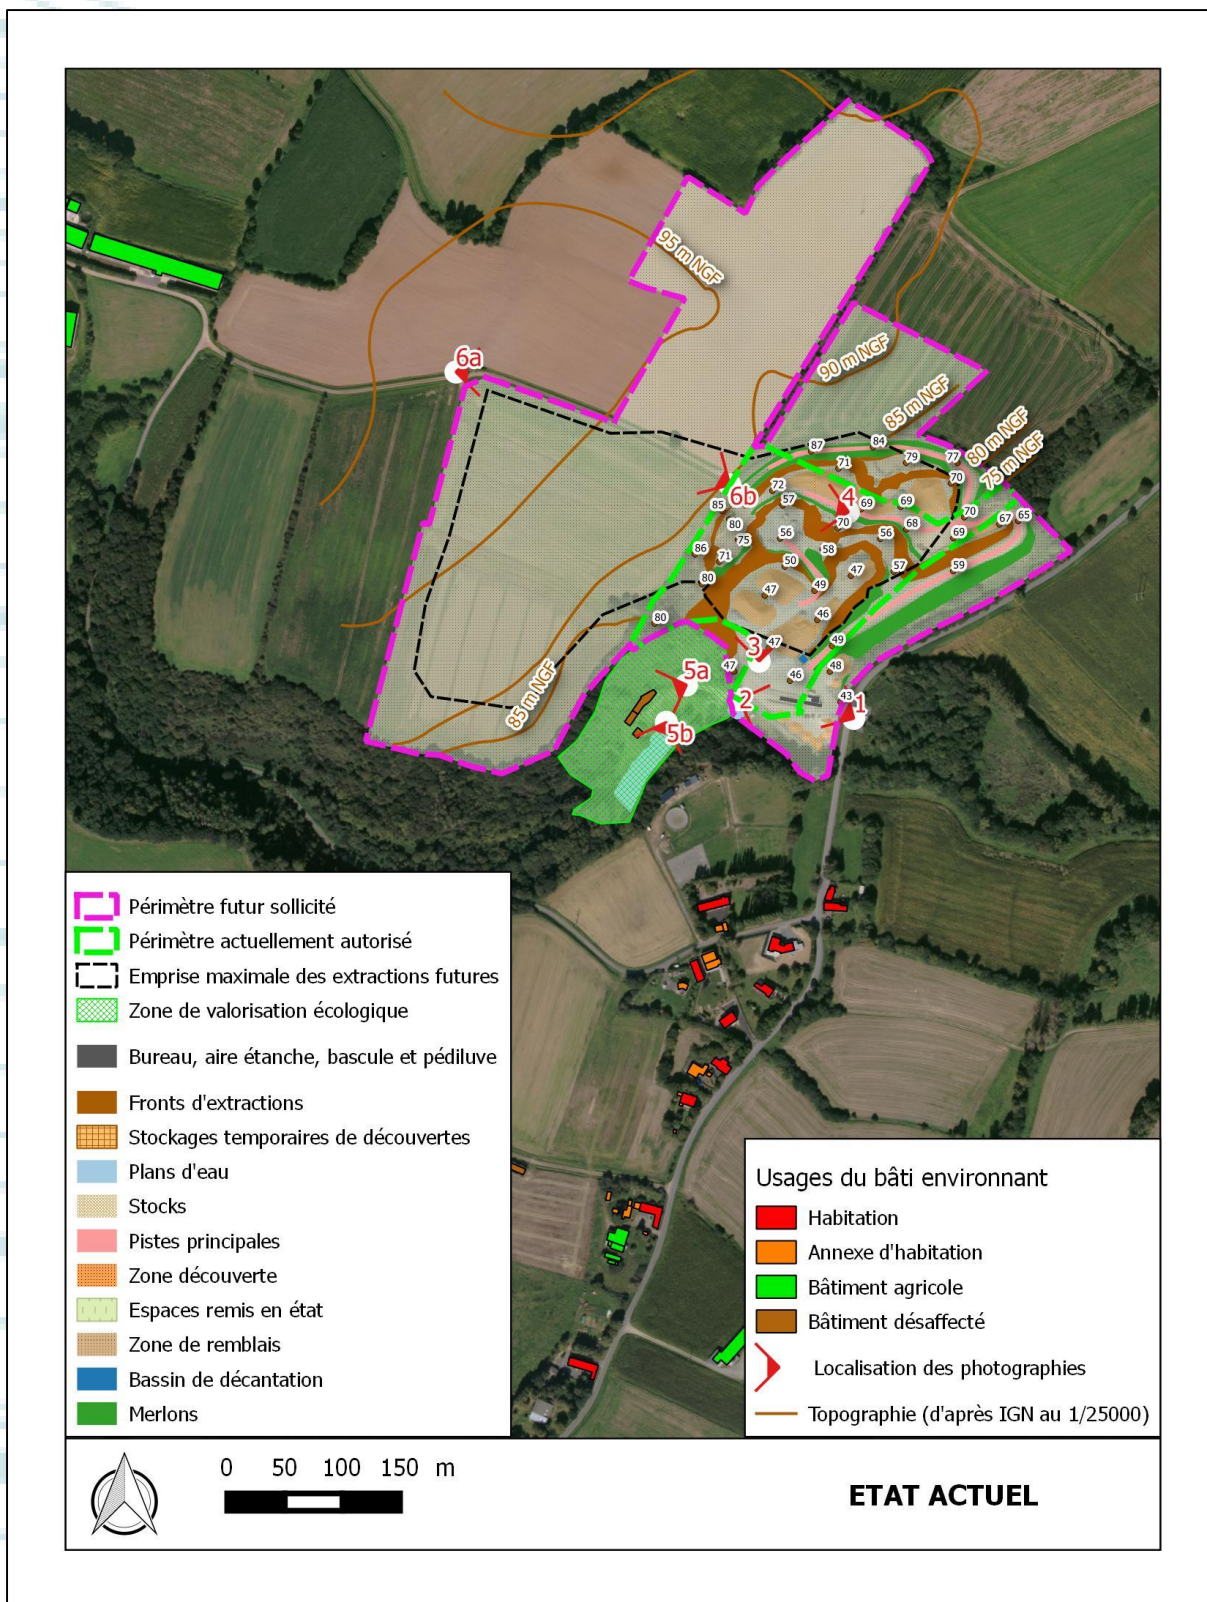 95 m NGF
90 m NGF
6a
85 m NGF
84
87
79
77
80 m NGF
71
70
75 m NGF
72
6b
57
4
69
69
85
70
67
65
80
56
70
68
56
69
75
86
71
58
50
57
59
80
47
49
47
46
80
47
49
3
47
5a
46
48
2
43
1
85 m NGF
5b
Périmètre futur sollicité
Périmètre actuellement autorisé
Emprise maximale des extractions futures
Zone de valorisation écologique
Bureau, aire étanche, bascule et pédiluve
Fronts d'extractions
Stockages temporaires de découvertes
Plans d'eau
Stocks
Pistes principales
Zone découverte
Espaces remis en état
Zone de remblais
Bassin de décantation
Merlons
Usages du bâti environnant
Habitation
Annexe d'habitation
Bâtiment agricole
Bâtiment désaffecté
Localisation des photographies
Topographie (d'après IGN au 1/25000)
0 50 100 150 m
ETAT ACTUEL